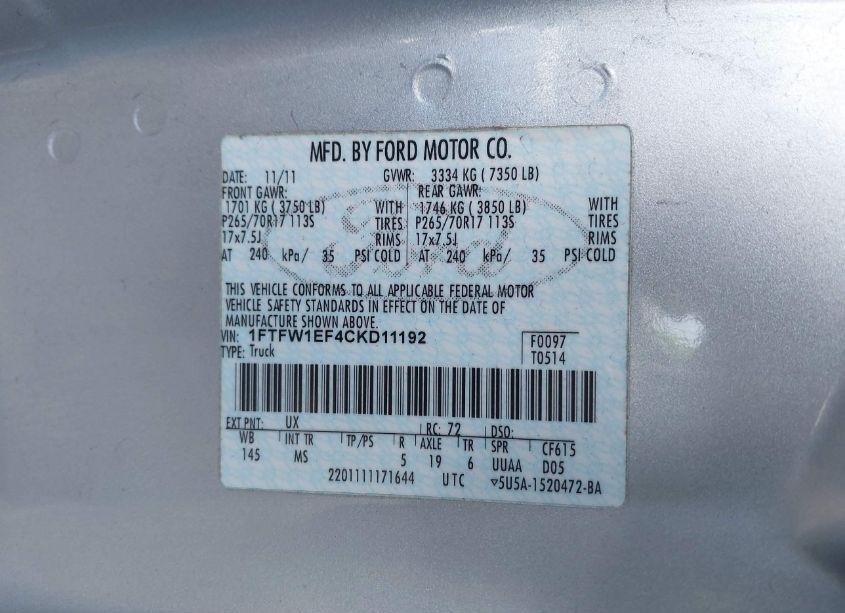 MFD. BY FORD MOTOR CO.
DATE: 11/11 GVWR: 3334 KG ( 7350 LB)
FRONT GAWR: REAR GAWR:
1701 KG ( 3750 LB) WITH 1746 KG ( 3850 LB) WITH
P265/70R17 113S TIRES P265/70R17 113S TIRES
17x7.5J RIMS 17x7.5J RIMS
AT 240 kPa/ 35 PSI COLD AT 240 kPa/ 35 PSI COLD
Ford
THIS VEHICLE CONFORMS TO ALL APPLICABLE FEDERAL MOTOR
VEHICLE SAFETY STANDARDS IN EFFECT ON THE DATE OF
MANUFACTURE SHOWN ABOVE.
VIN: 1FTFW1EF4CKD11192 F0097
TYPE: Truck T0514
EXT PNT: UX RC: 72 DSO:
WB INT TR TP/PS R AXLE TR SPR CF615
145 MS 5 19 6 UUAA D05
2201111171644 UTC ▿5U5A-1520472-BA